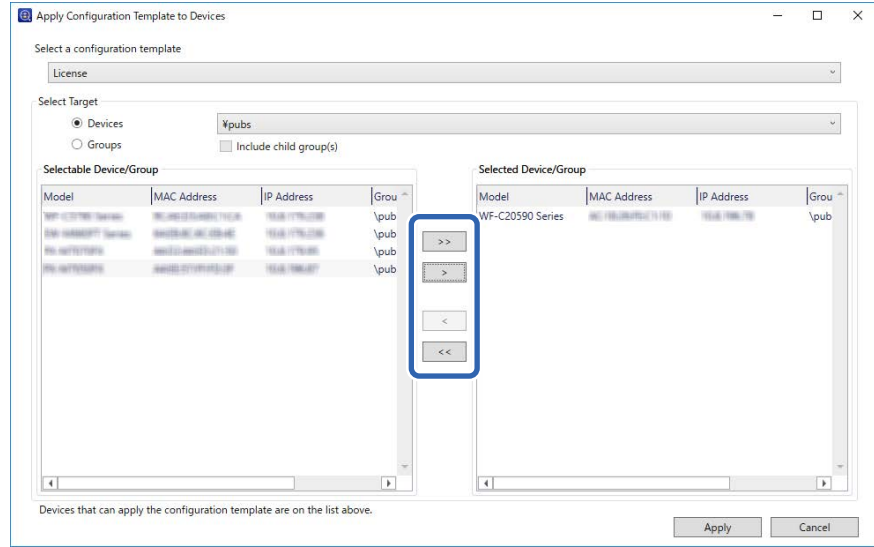 Apply Configuration Template to Devices
Select a configuration template
License
Select Target
Devices
¥pubs
Groups
Include child group(s)
Selectable Device/Group
Selected Device/Group
Model MAC Address IP Address Grou
Model MAC Address IP Address Grou
\pub
WF-C20590 Series \pub
\pub
\pub
\pub
>>
>
<
<<
Devices that can apply the configuration template are on the list above.
Apply Cancel